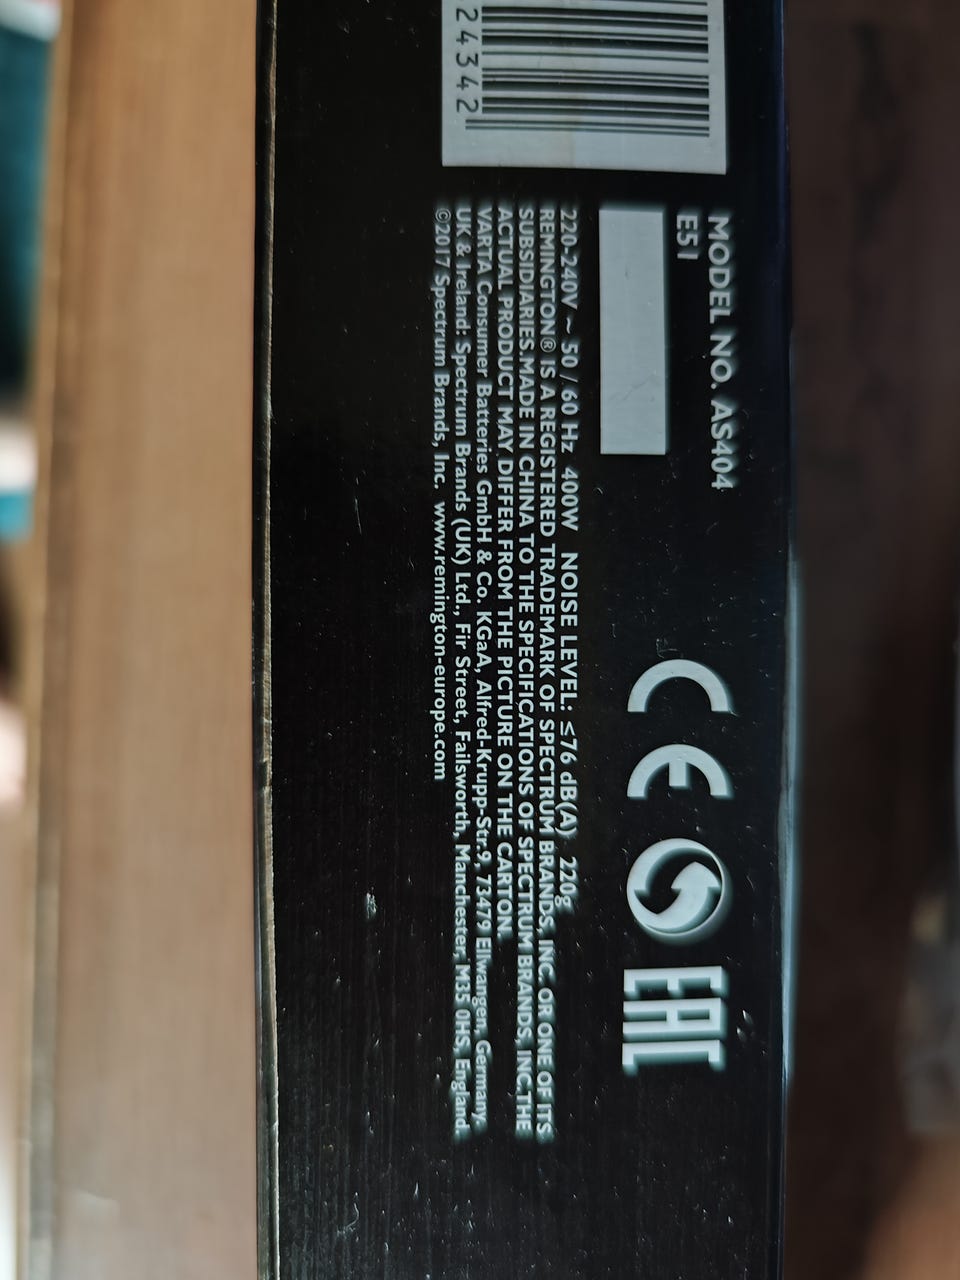 24342
MODEL NO. AS404
E51
CE
EAC
220-240V ~ 50 / 60 Hz 400W NOISE LEVEL: ≤76 dB(A) 220g
REMINGTON® IS A REGISTERED TRADEMARK OF SPECTRUM BRANDS, INC. OR ONE OF ITS
SUBSIDIARIES.MADE IN CHINA TO THE SPECIFICATIONS OF SPECTRUM BRANDS, INC.THE
ACTUAL PRODUCT MAY DIFFER FROM THE PICTURE ON THE CARTON.
VARTA Consumer Batteries GmbH & Co. KGaA, Alfred-Krupp-Str.9, 73479 Ellwangen, Germany.
UK & Ireland: Spectrum Brands (UK) Ltd., Fir Street, Failsworth, Manchester, M35 0HS, England.
©2017 Spectrum Brands, Inc. www.remington-europe.com